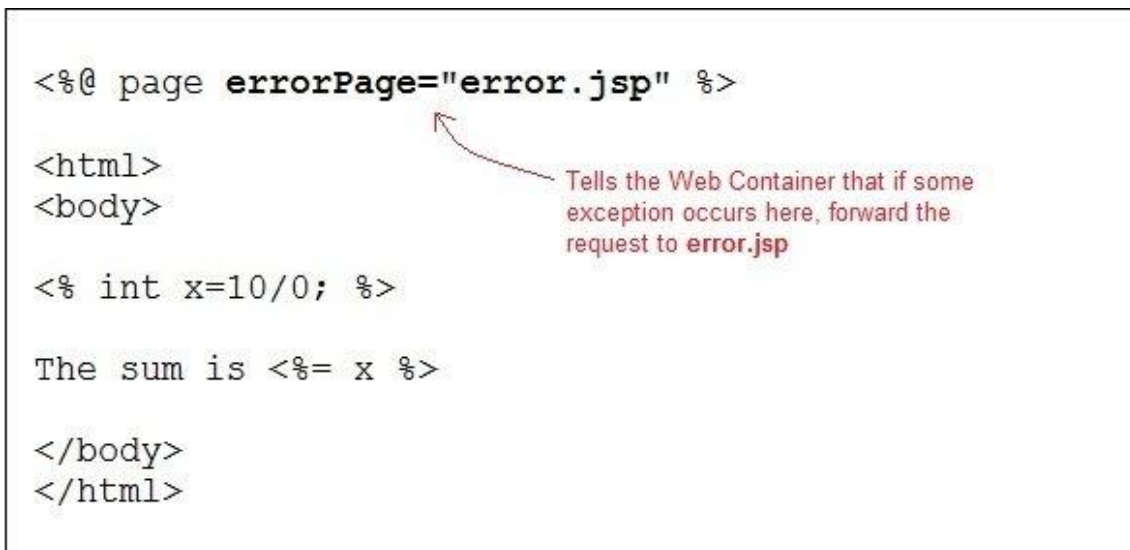 <%@ page errorPage="error.jsp" %>
<html>
<body>
Tells the Web Container that if some
exception occurs here, forward the
request to error.jsp
<% int x=10/0; %>
The sum is <%= x %>
</body>
</html>